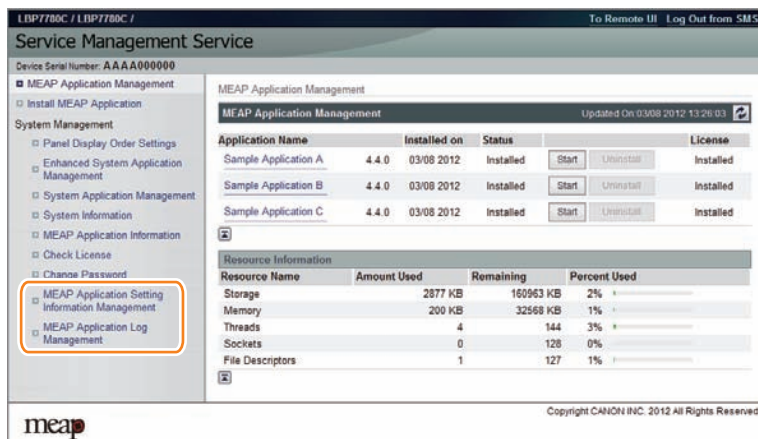 LBP7780C / LBP7780C / To Remote UI Log Out from SMS
Service Management Service
Device Serial Number: AAAA000000
MEAP Application Management
Install MEAP Application
System Management
Panel Display Order Settings
Enhanced System Application
Management
System Application Management
System Information
MEAP Application Information
Check License
Change Password
MEAP Application Setting
Information Management
MEAP Application Log
Management
meap
MEAP Application Management
MEAP Application Management Updated On:03/08 2012 13:26:03
Application Name Installed on Status License
Sample Application A 4.4.0 03/08 2012 Installed Start Uninstall Installed
Sample Application B 4.4.0 03/08 2012 Installed Start Uninstall Installed
Sample Application C 4.4.0 03/08 2012 Installed Start Uninstall Installed
Resource Information
Resource Name Amount Used Remaining Percent Used
Storage 2877 KB 160963 KB 2%
Memory 200 KB 32568 KB 1%
Threads 4 144 3%
Sockets 0 128 0%
File Descriptors 1 127 1%
Copyright CANON INC. 2012 All Rights Reserved